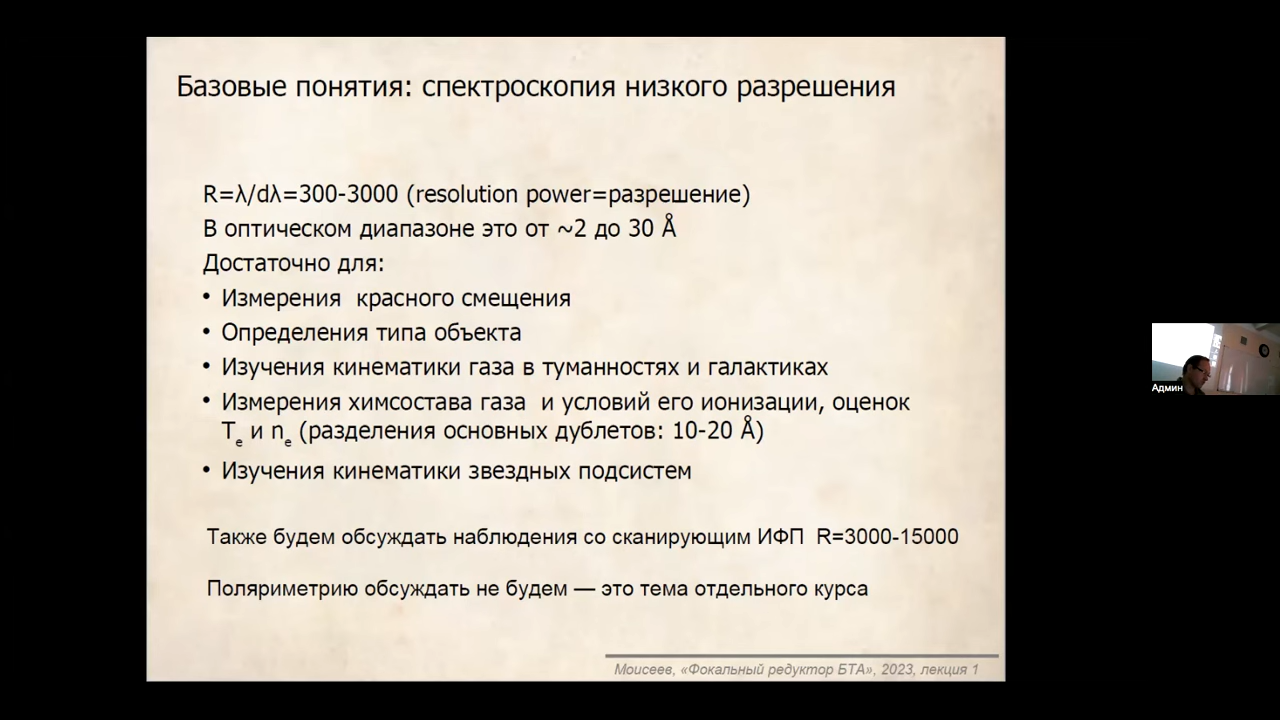 Базовые понятия: спектроскопия низкого разрешения
R=λ/dλ=300-3000 (resolution power=разрешение)
В оптическом диапазоне это от ~2 до 30 Å
Достаточно для:
• Измерения красного смещения
• Определения типа объекта
• Изучения кинематики газа в туманностях и галактиках
• Измерения химсостава газа и условий его ионизации, оценок
Te и ne (разделения основных дублетов: 10-20 Å)
• Изучения кинематики звездных подсистем
Также будем обсуждать наблюдения со сканирующим ИФП R=3000-15000
Поляриметрию обсуждать не будем — это тема отдельного курса
Моисеев, «Фокальный редуктор БТА», 2023, лекция 1
Админ